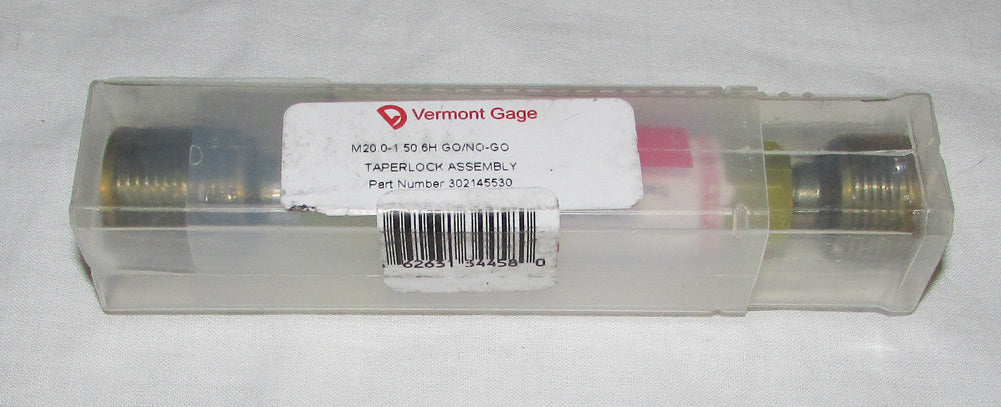 Vermont Gage
M20.0-1.50 6H GO/NO-GO
TAPERLOCK ASSEMBLY
Part Number 302145530
62631 34458 0